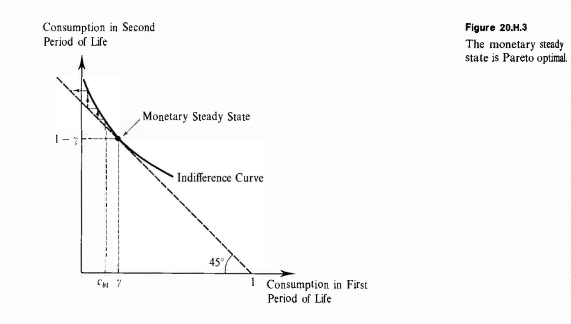 Consumption in Second
Period of Life
Figure 20.H.3
The monetary steady
state is Pareto optimal.
Monetary Steady State
1 − γ
Indifference Curve
45°
c_bt γ
1 Consumption in First
Period of Life